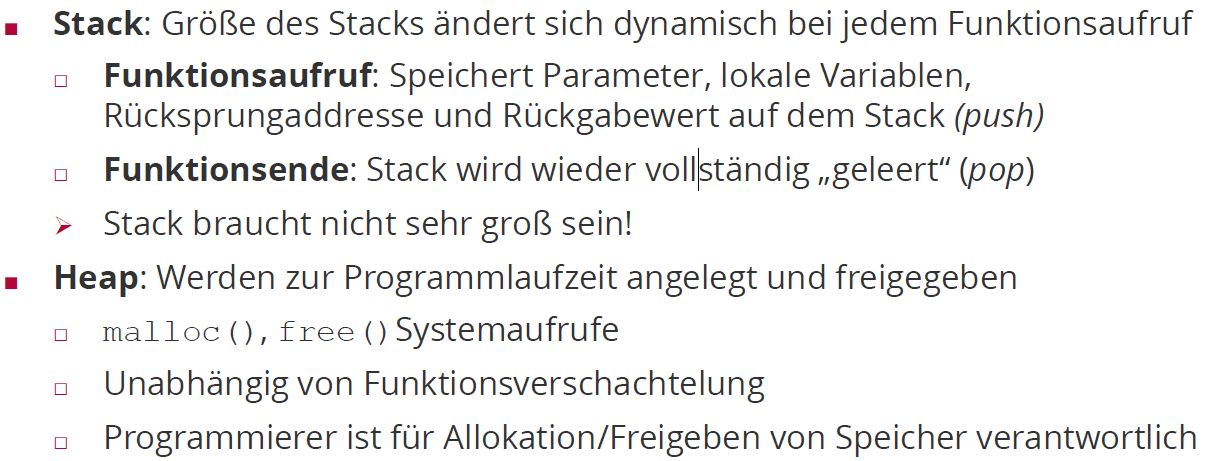 Stack: Größe des Stacks ändert sich dynamisch bei jedem Funktionsaufruf
Funktionsaufruf: Speichert Parameter, lokale Variablen,
Rücksprungaddresse und Rückgabewert auf dem Stack (push)
Funktionsende: Stack wird wieder vollständig „geleert“ (pop)
Stack braucht nicht sehr groß sein!
Heap: Werden zur Programmlaufzeit angelegt und freigegeben
malloc(), free() Systemaufrufe
Unabhängig von Funktionsverschachtelung
Programmierer ist für Allokation/Freigeben von Speicher verantwortlich